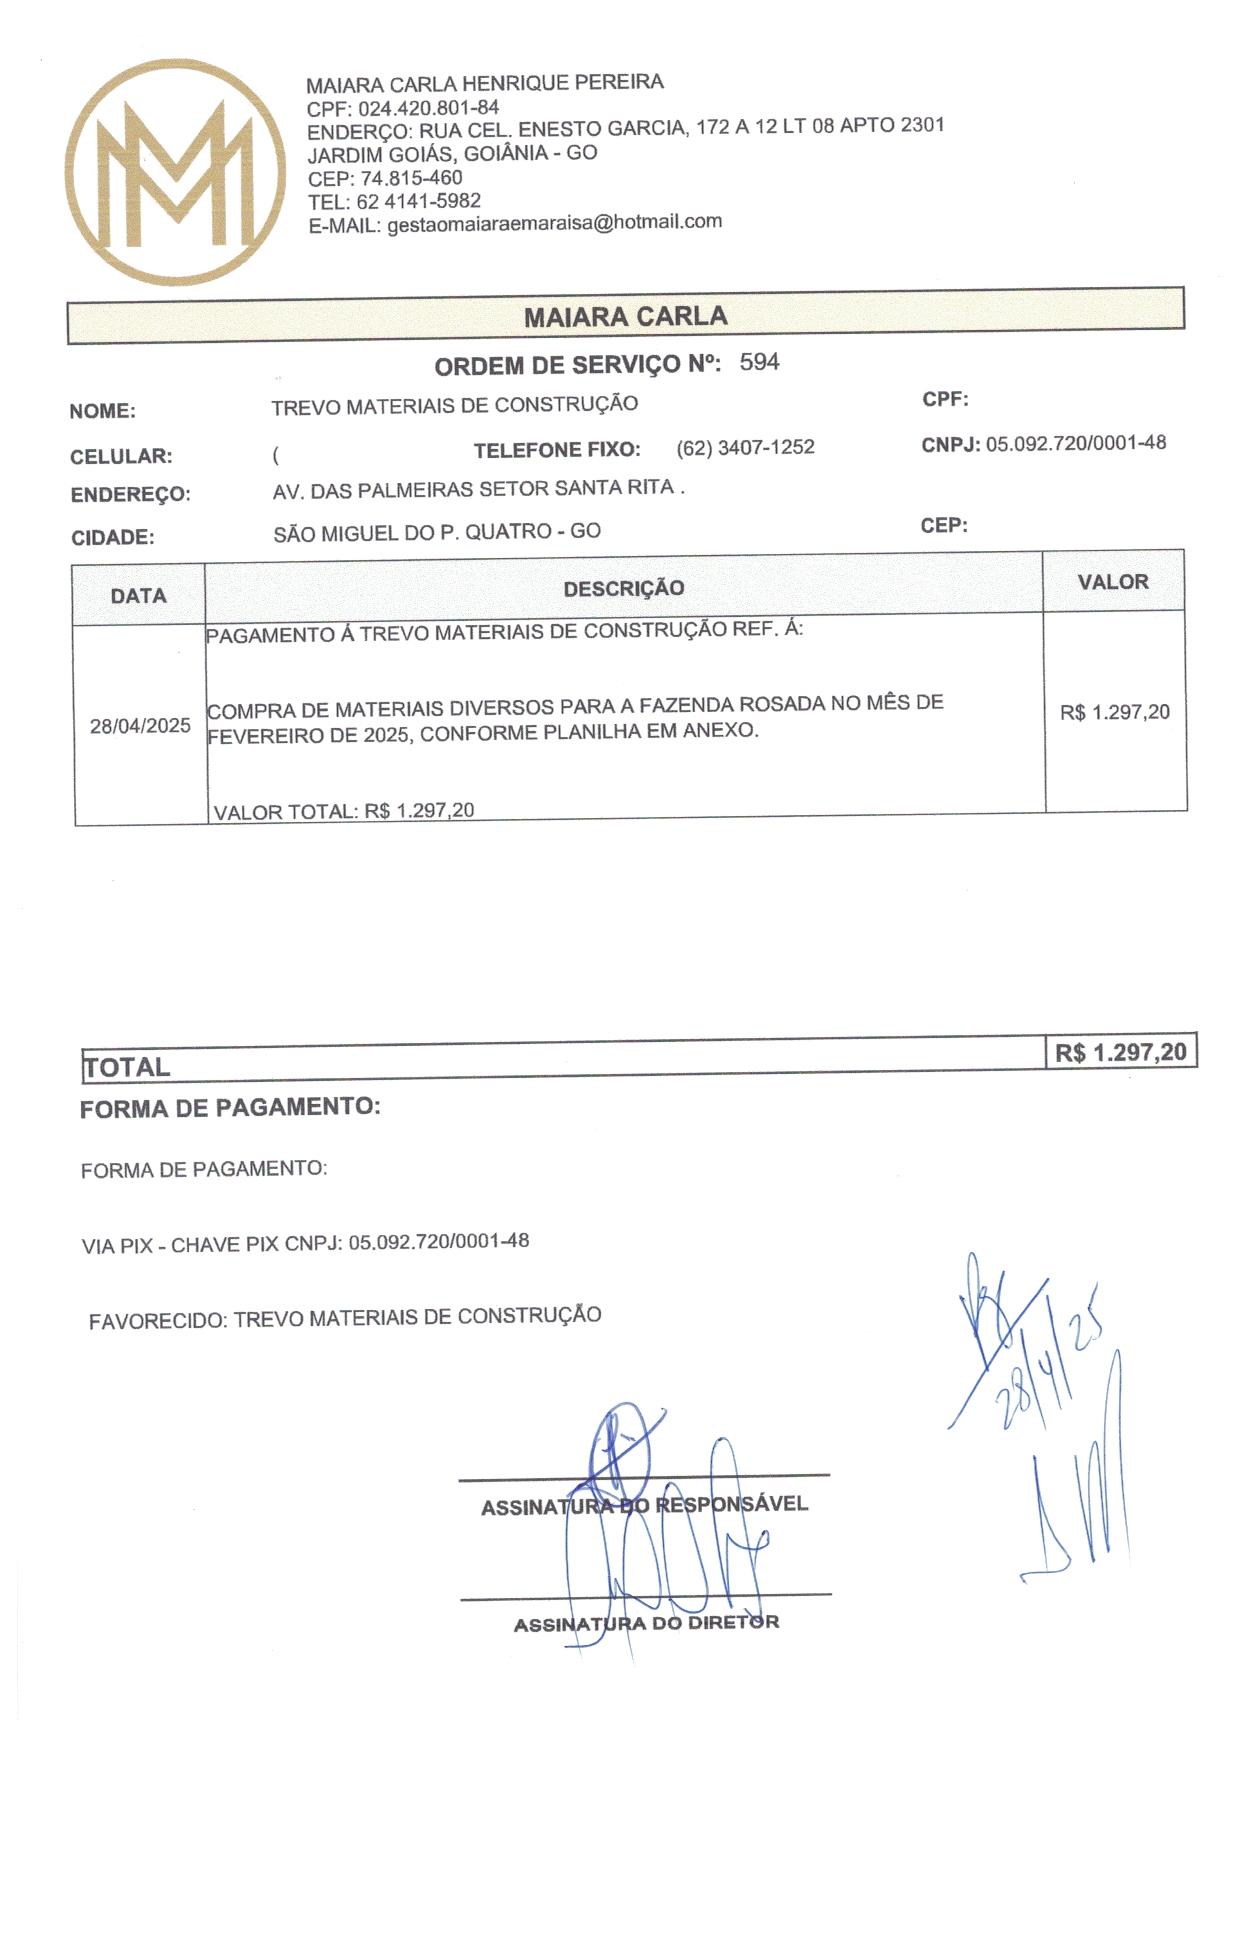 MAIARA CARLA HENRIQUE PEREIRA
CPF: 024.420.801-84
ENDERÇO: RUA CEL. ENESTO GARCIA, 172 A 12 LT 08 APTO 2301
JARDIM GOIÁS, GOIÂNIA - GO
CEP: 74.815-460
TEL: 62 4141-5982
E-MAIL: gestaomaiaraemaraisa@hotmail.com
MAIARA CARLA
ORDEM DE SERVIÇO Nº: 594
NOME: TREVO MATERIAIS DE CONSTRUÇÃO CPF:
CELULAR: ( TELEFONE FIXO: (62) 3407-1252 CNPJ: 05.092.720/0001-48
ENDEREÇO: AV. DAS PALMEIRAS SETOR SANTA RITA .
CIDADE: SÃO MIGUEL DO P. QUATRO - GO CEP:
DATA DESCRIÇÃO VALOR
PAGAMENTO Á TREVO MATERIAIS DE CONSTRUÇÃO REF. Á:
28/04/2025 COMPRA DE MATERIAIS DIVERSOS PARA A FAZENDA ROSADA NO MÊS DE R$ 1.297,20
FEVEREIRO DE 2025, CONFORME PLANILHA EM ANEXO.
VALOR TOTAL: R$ 1.297,20
TOTAL R$ 1.297,20
FORMA DE PAGAMENTO:
FORMA DE PAGAMENTO:
VIA PIX - CHAVE PIX CNPJ: 05.092.720/0001-48
FAVORECIDO: TREVO MATERIAIS DE CONSTRUÇÃO
28/4/25
ASSINATURA DO RESPONSÁVEL
ASSINATURA DO DIRETOR